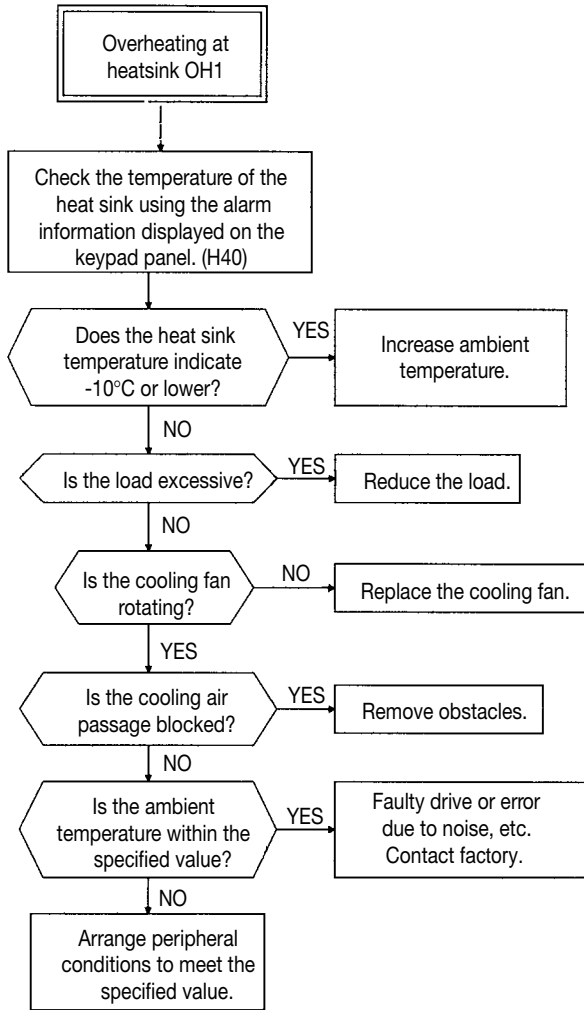 Overheating at
heatsink OH1
Check the temperature of the
heat sink using the alarm
information displayed on the
keypad panel. (H40)
Does the heat sink
temperature indicate
-10°C or lower?
YES
Increase ambient
temperature.
NO
Is the load excessive?
YES
Reduce the load.
NO
Is the cooling fan
rotating?
NO
Replace the cooling fan.
YES
Is the cooling air
passage blocked?
YES
Remove obstacles.
NO
Is the ambient
temperature within the
specified value?
YES
Faulty drive or error
due to noise, etc.
Contact factory.
NO
Arrange peripheral
conditions to meet the
specified value.